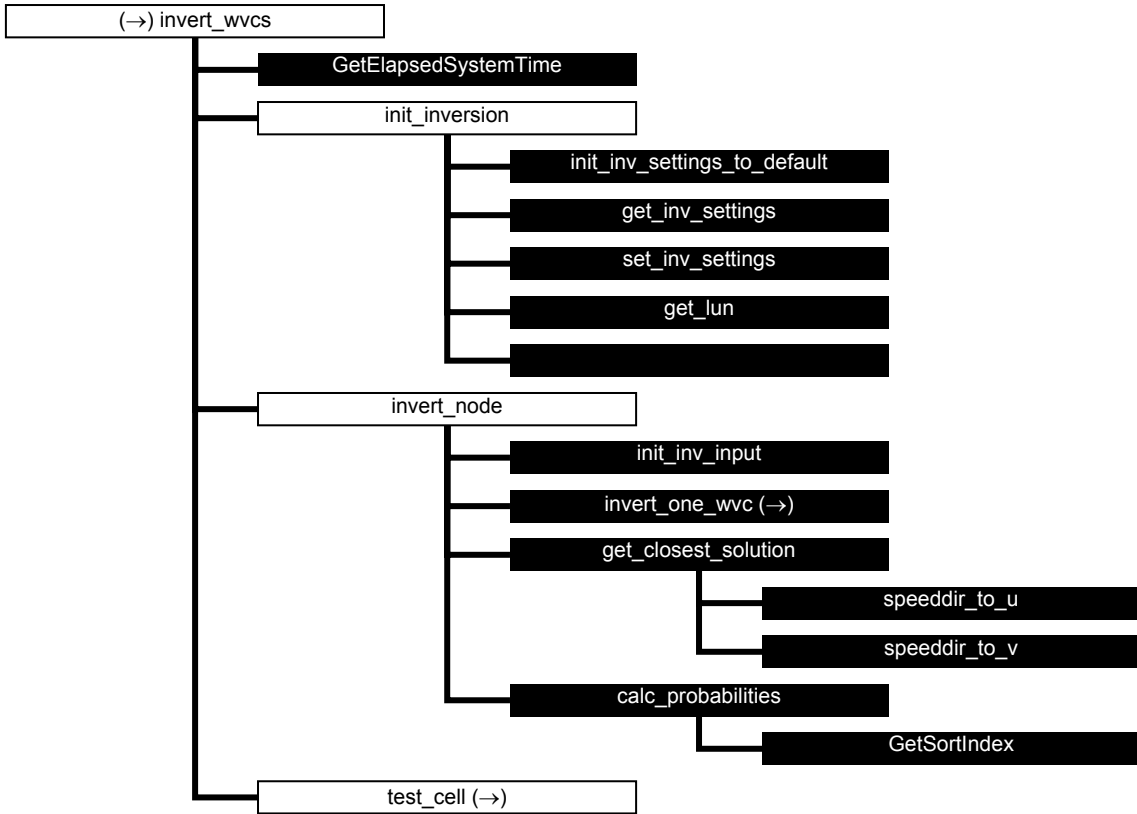 (→) invert_wvcs
GetElapsedSystemTime
init_inversion
init_inv_settings_to_default
get_inv_settings
set_inv_settings
get_lun
invert_node
init_inv_input
invert_one_wvc (→)
get_closest_solution
speeddir_to_u
speeddir_to_v
calc_probabilities
GetSortIndex
test_cell (→)